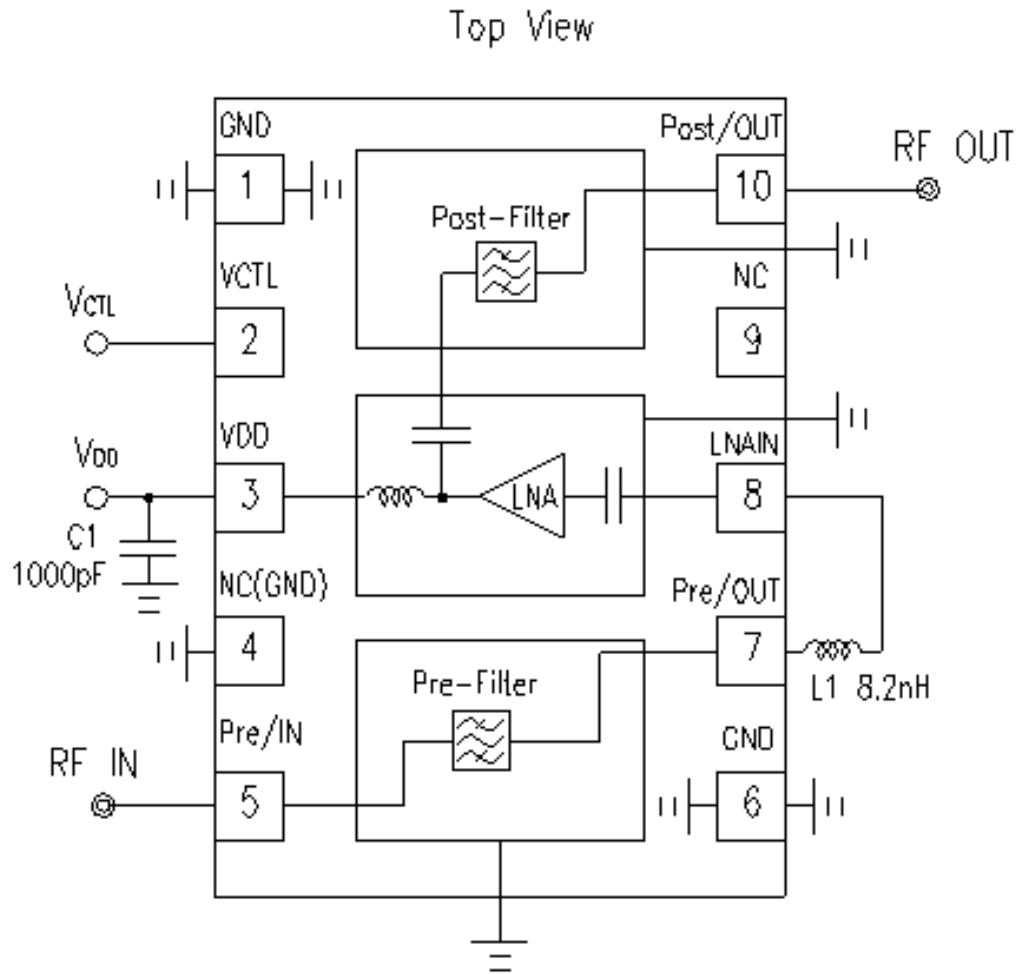 Top View
GND
Post/OUT
RF OUT
1
10
Post-Filter
VCTL
NC
VCTL
2
9
VDD
LNAIN
VDD
3
LNA
8
C1
1000pF
NC(GND)
Pre/OUT
4
7
Pre-Filter
L1 8.2nH
Pre/IN
GND
RF IN
5
6